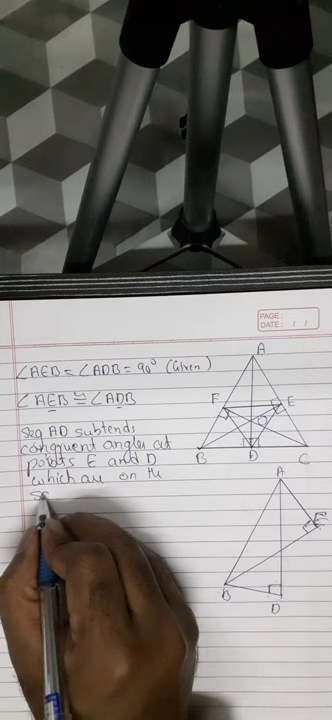 PAGE:
DATE: / /
∠AEB = ∠ADB = 90° (Given)
∠AEB ≅ ∠ADB
seg AD subtends
congruent angles at
points E and D
which are on the
A
F
E
O
B
D
C
A
E
B
D